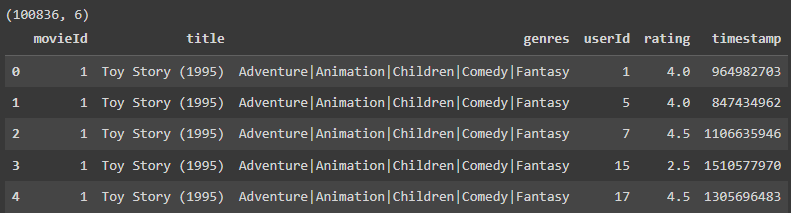 (100836, 6)
movieId title genres userId rating timestamp
0 1 Toy Story (1995) Adventure|Animation|Children|Comedy|Fantasy 1 4.0 964982703
1 1 Toy Story (1995) Adventure|Animation|Children|Comedy|Fantasy 5 4.0 847434962
2 1 Toy Story (1995) Adventure|Animation|Children|Comedy|Fantasy 7 4.5 1106635946
3 1 Toy Story (1995) Adventure|Animation|Children|Comedy|Fantasy 15 2.5 1510577970
4 1 Toy Story (1995) Adventure|Animation|Children|Comedy|Fantasy 17 4.5 1305696483